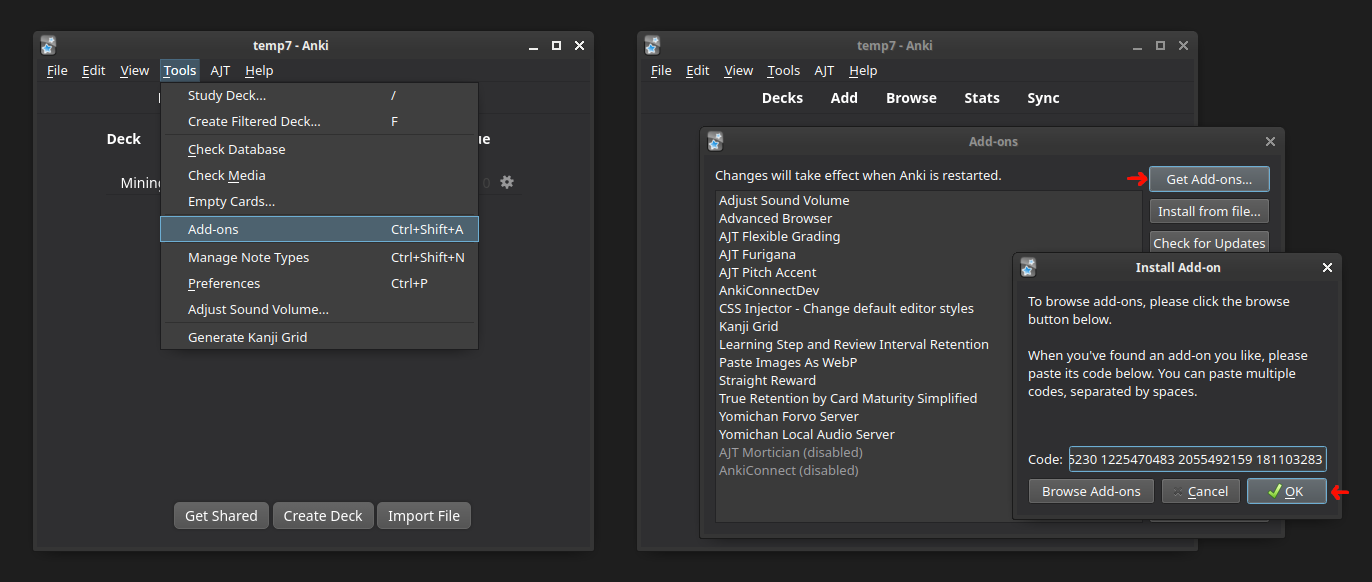 temp7 - Anki
File Edit View Tools AJT Help
Study Deck... /
Create Filtered Deck... F
Check Database
Check Media
Empty Cards...
Add-ons Ctrl+Shift+A
Manage Note Types Ctrl+Shift+N
Preferences Ctrl+P
Adjust Sound Volume...
Generate Kanji Grid
Deck
Get Shared Create Deck Import File
temp7 - Anki
File Edit View Tools AJT Help
Decks Add Browse Stats Sync
Add-ons
Changes will take effect when Anki is restarted.
Get Add-ons...
Install from file...
Check for Updates
Adjust Sound Volume
Advanced Browser
AJT Flexible Grading
AJT Furigana
AJT Pitch Accent
AnkiConnectDev
CSS Injector - Change default editor styles
Kanji Grid
Learning Step and Review Interval Retention
Paste Images As WebP
Straight Reward
True Retention by Card Maturity Simplified
Yomichan Forvo Server
Yomichan Local Audio Server
AJT Mortician (disabled)
AnkiConnect (disabled)
Install Add-on
To browse add-ons, please click the browse
button below.
When you've found an add-on you like, please
paste its code below. You can paste multiple
codes, separated by spaces.
Code: 5230 1225470483 2055492159 181103283
Browse Add-ons Cancel OK